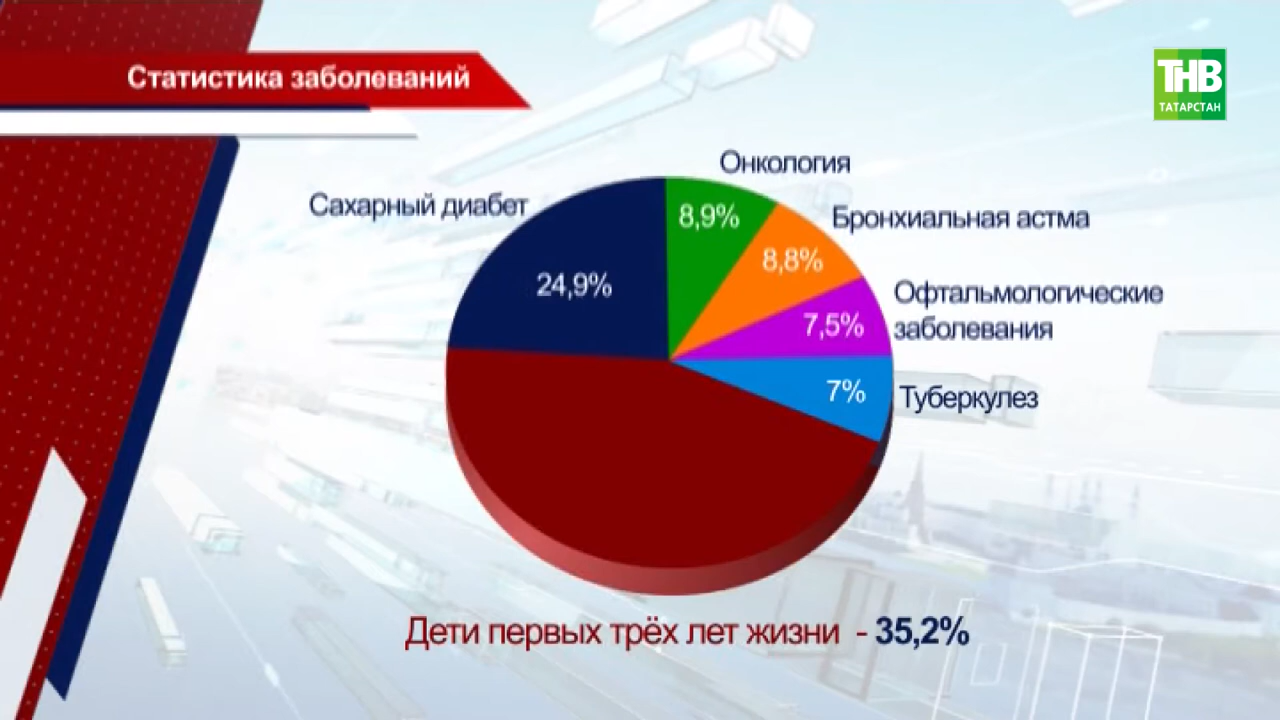 Статистика заболеваний
ТНВ
ТАТАРСТАН
Онкология
Сахарный диабет
8,9%
Бронхиальная астма
8,8%
24,9%
Офтальмологические
заболевания
7,5%
7%
Туберкулез
Дети первых трёх лет жизни - 35,2%